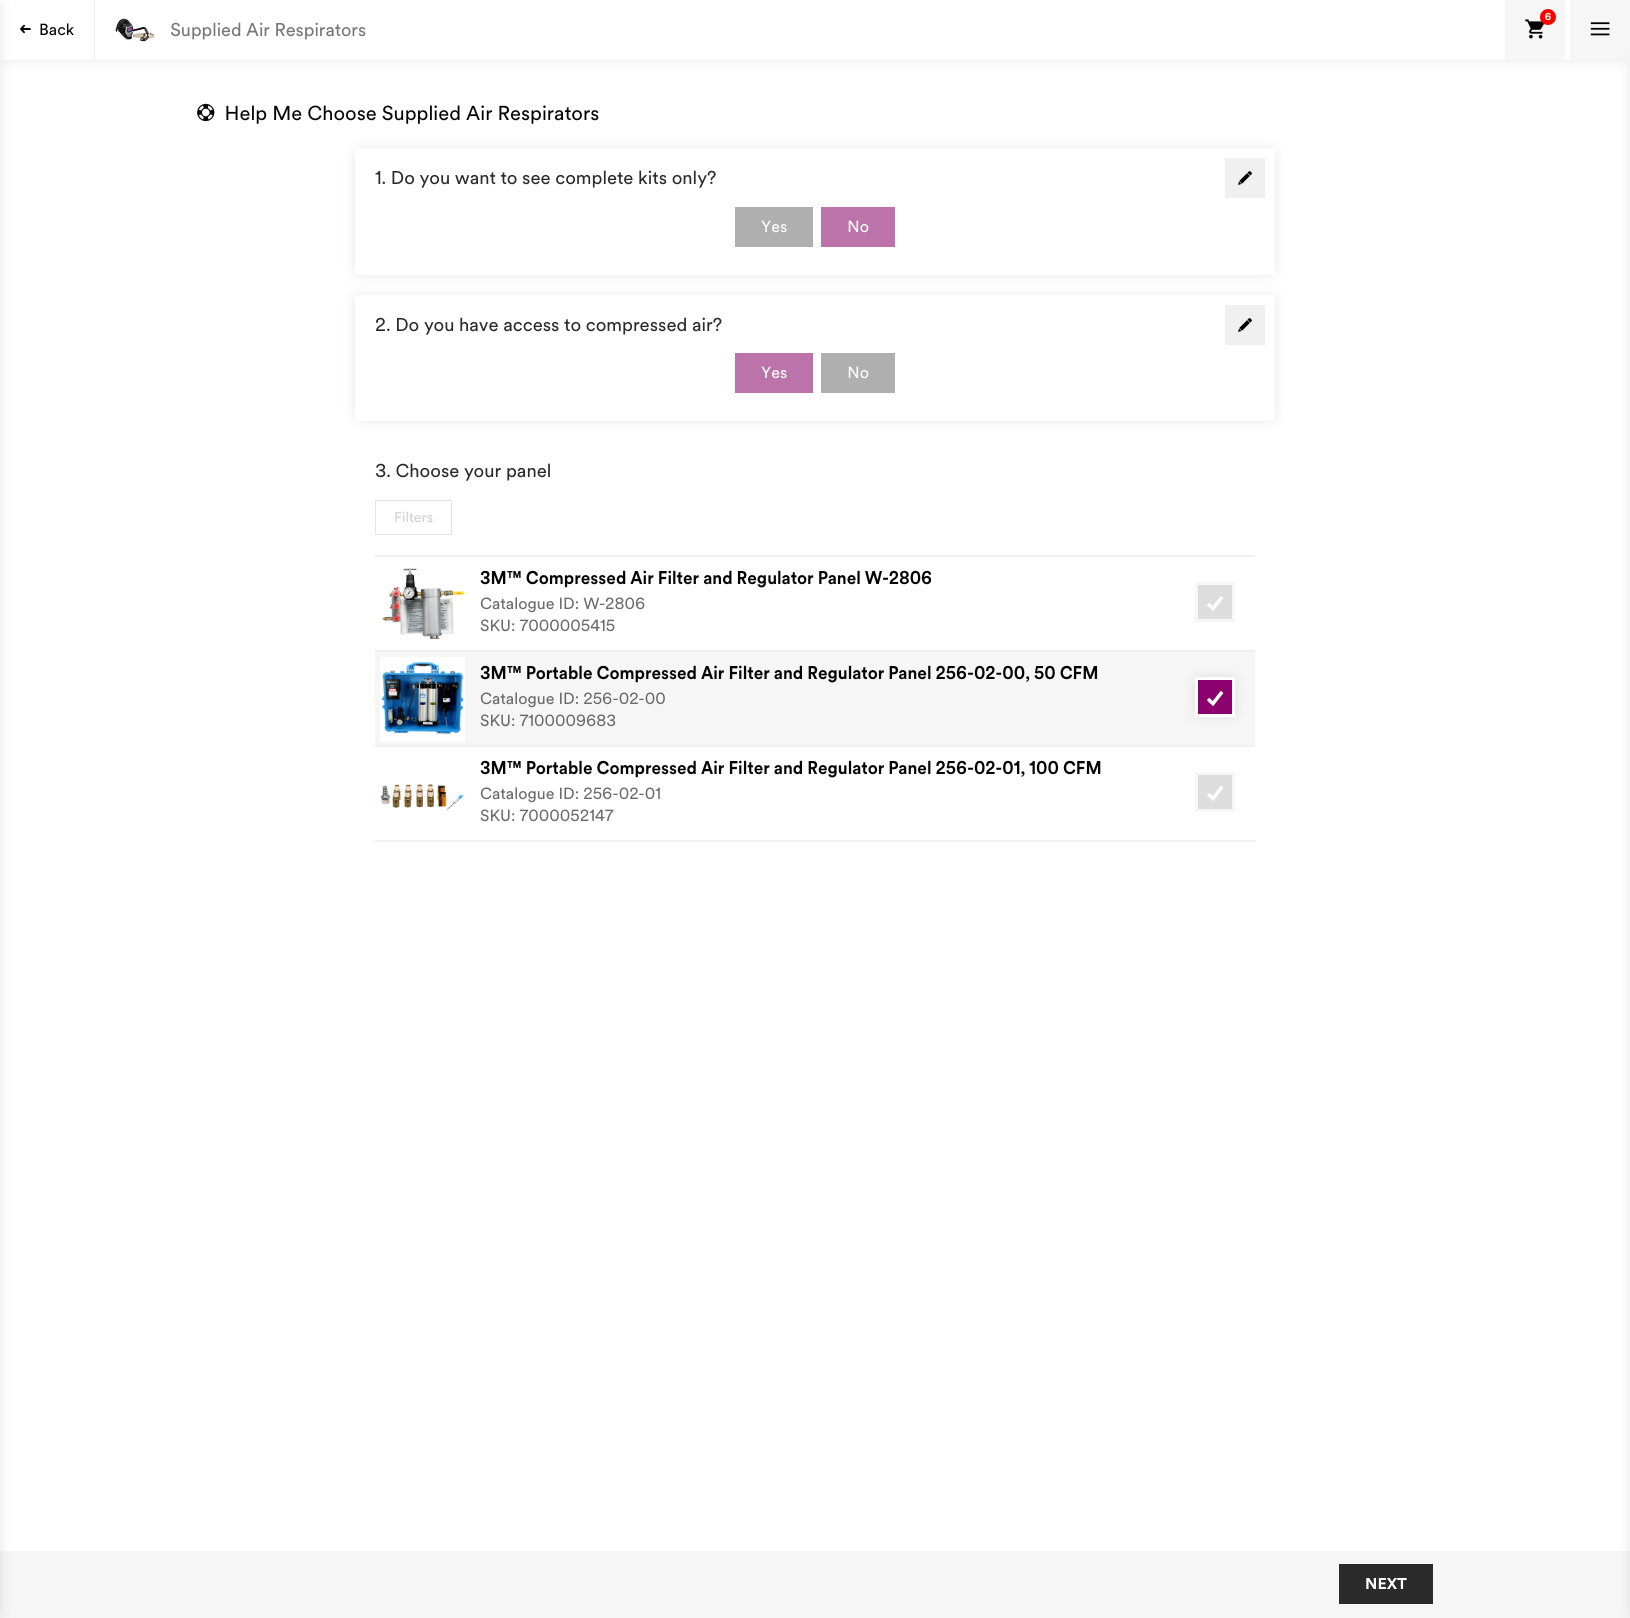 Back
Supplied Air Respirators
6
Help Me Choose Supplied Air Respirators
1. Do you want to see complete kits only?
Yes No
2. Do you have access to compressed air?
Yes No
3. Choose your panel
Filters
3M™ Compressed Air Filter and Regulator Panel W-2806
Catalogue ID: W-2806
SKU: 7000005415
3M™ Portable Compressed Air Filter and Regulator Panel 256-02-00, 50 CFM
Catalogue ID: 256-02-00
SKU: 7100009683
3M™ Portable Compressed Air Filter and Regulator Panel 256-02-01, 100 CFM
Catalogue ID: 256-02-01
SKU: 7000052147
NEXT